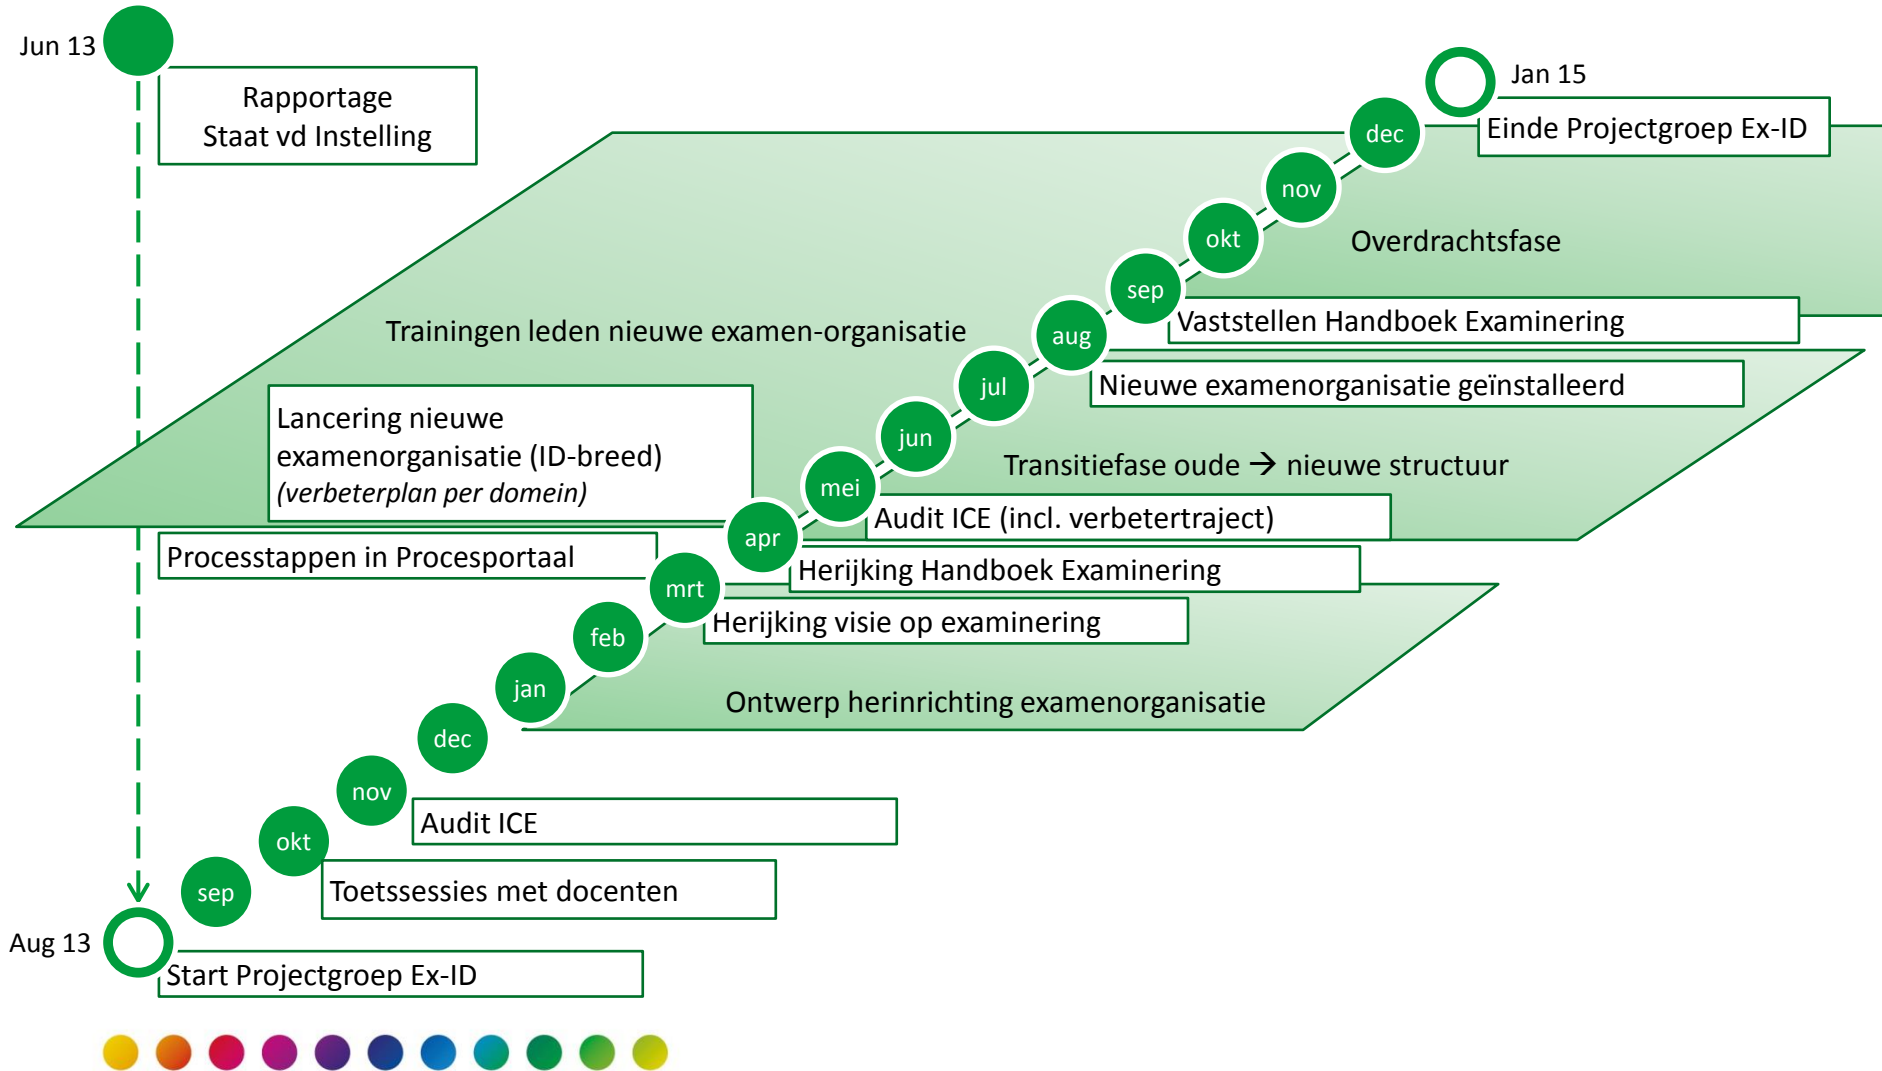 Jun 13
Rapportage
Staat vd Instelling
Jan 15
Einde Projectgroep Ex-ID
dec
nov
okt
Overdrachtsfase
sep
Vaststellen Handboek Examinering
Trainingen leden nieuwe examen-organisatie
aug
jul
Nieuwe examenorganisatie geïnstalleerd
Lancering nieuwe
examenorganisatie (ID-breed)
(verbeterplan per domein)
jun
Transitiefase oude → nieuwe structuur
mei
Audit ICE (incl. verbetertraject)
apr
Processtappen in Procesportaal
Herijking Handboek Examinering
mrt
Herijking visie op examinering
feb
jan
Ontwerp herinrichting examenorganisatie
dec
nov
Audit ICE
okt
Toetssessies met docenten
sep
Aug 13
Start Projectgroep Ex-ID